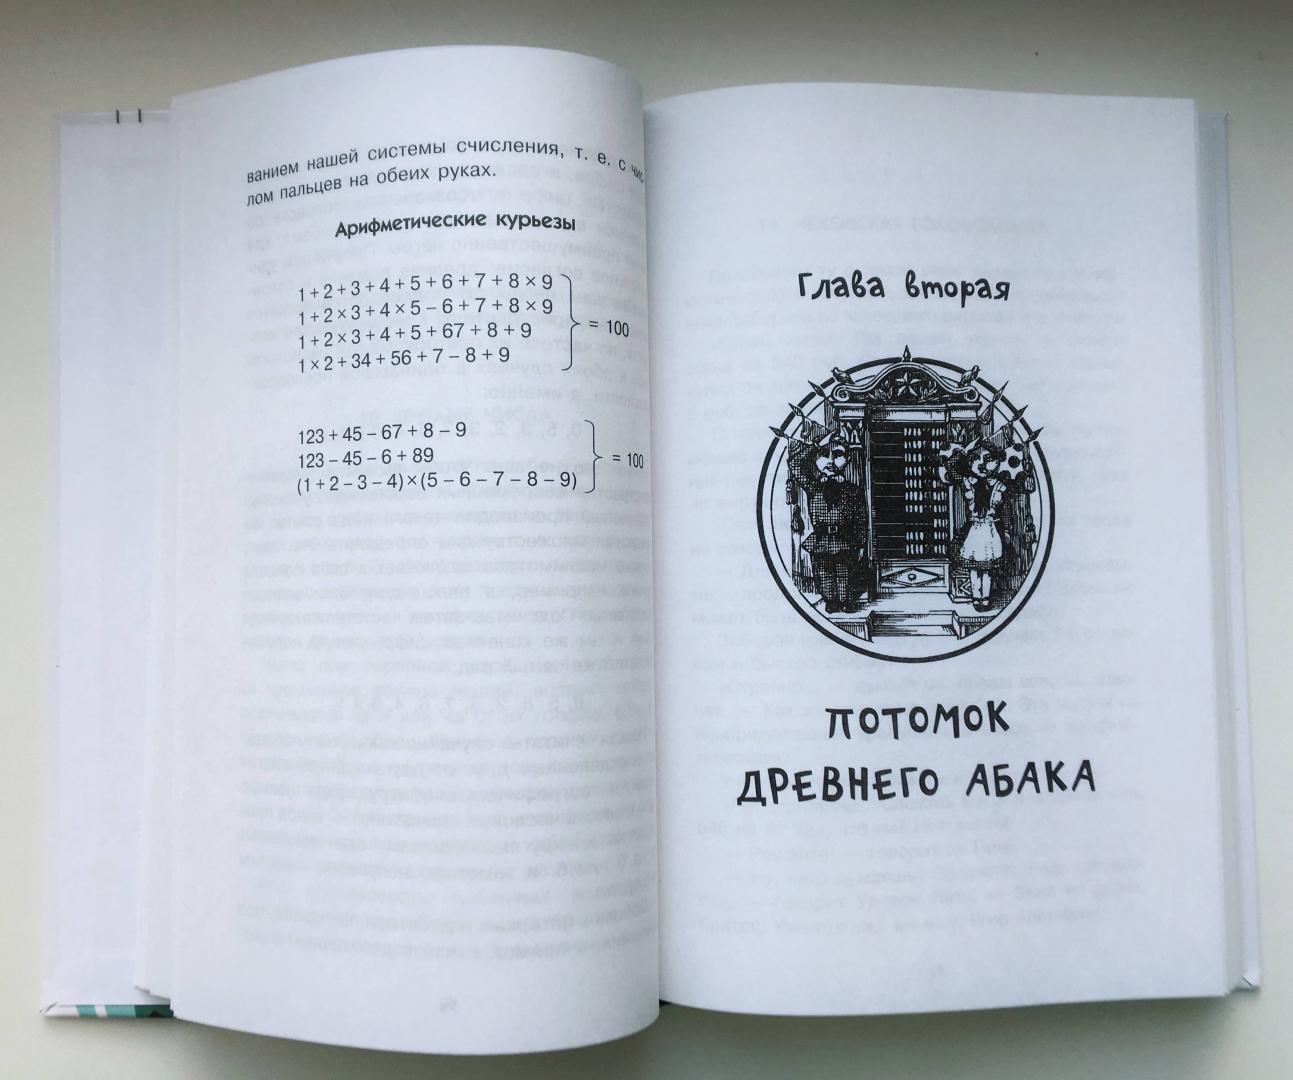 ванием нашей системы счисления, т. е. с чис-
лом пальцев на обеих руках.
Арифметические курьезы
1 + 2 + 3 + 4 + 5 + 6 + 7 + 8 × 9
1 + 2 × 3 + 4 × 5 – 6 + 7 + 8 × 9
1 + 2 × 3 + 4 + 5 + 67 + 8 + 9
1 × 2 + 34 + 56 + 7 – 8 + 9
= 100
123 + 45 – 67 + 8 – 9
123 – 45 – 6 + 89
(1 + 2 – 3 – 4) × (5 – 6 – 7 – 8 – 9)
= 100
Глава вторая
ПОТОМОК
ДРЕВНЕГО АБАКА